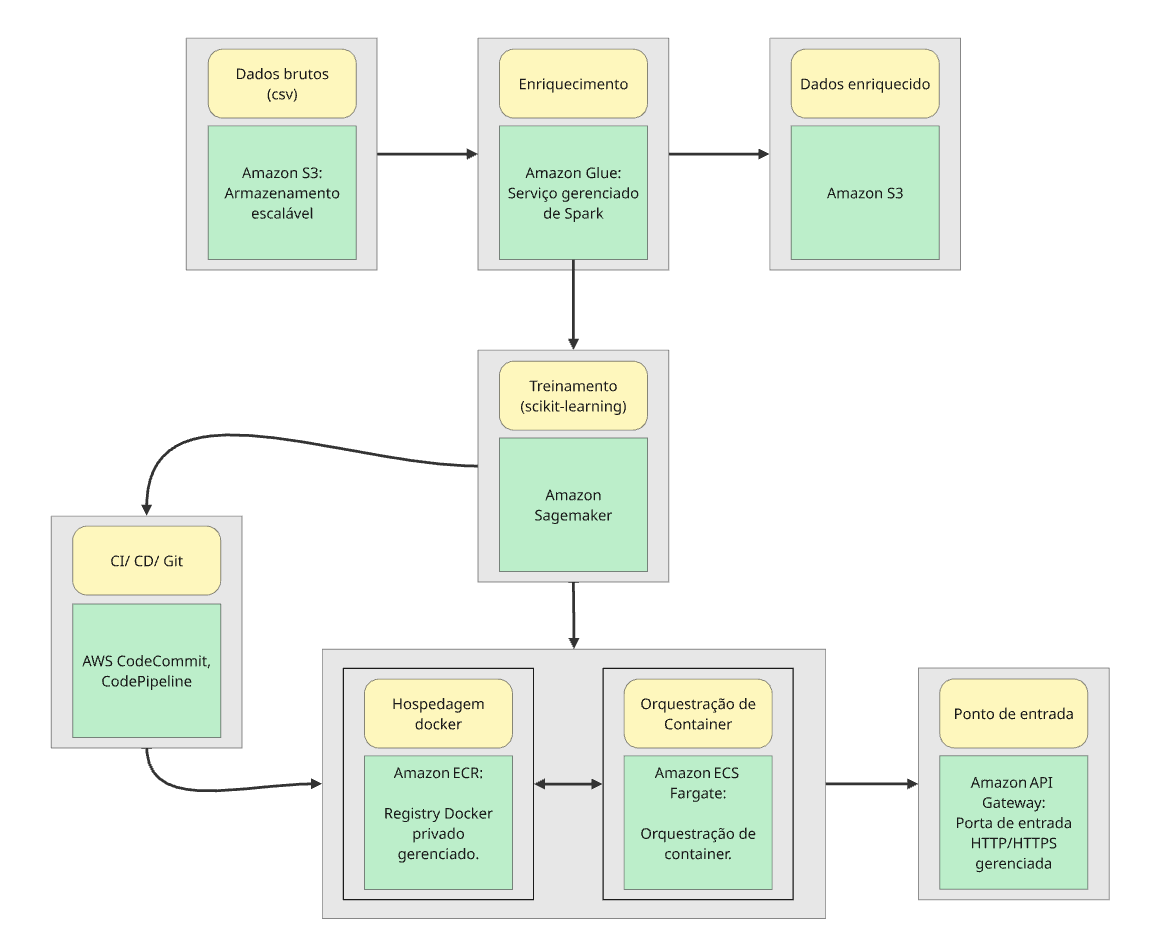 Dados brutos
(csv)
Amazon S3:
Armazenamento
escalável
Enriquecimento
Amazon Glue:
Serviço gerenciado
de Spark
Dados enriquecido
Amazon S3
Treinamento
(scikit-learning)
Amazon
Sagemaker
CI/ CD/ Git
AWS CodeCommit,
CodePipeline
Hospedagem
docker
Amazon ECR:
Registry Docker
privado
gerenciado.
Orquestração de
Container
Amazon ECS
Fargate:
Orquestração de
container.
Ponto de entrada
Amazon API
Gateway:
Porta de entrada
HTTP/HTTPS
gerenciada